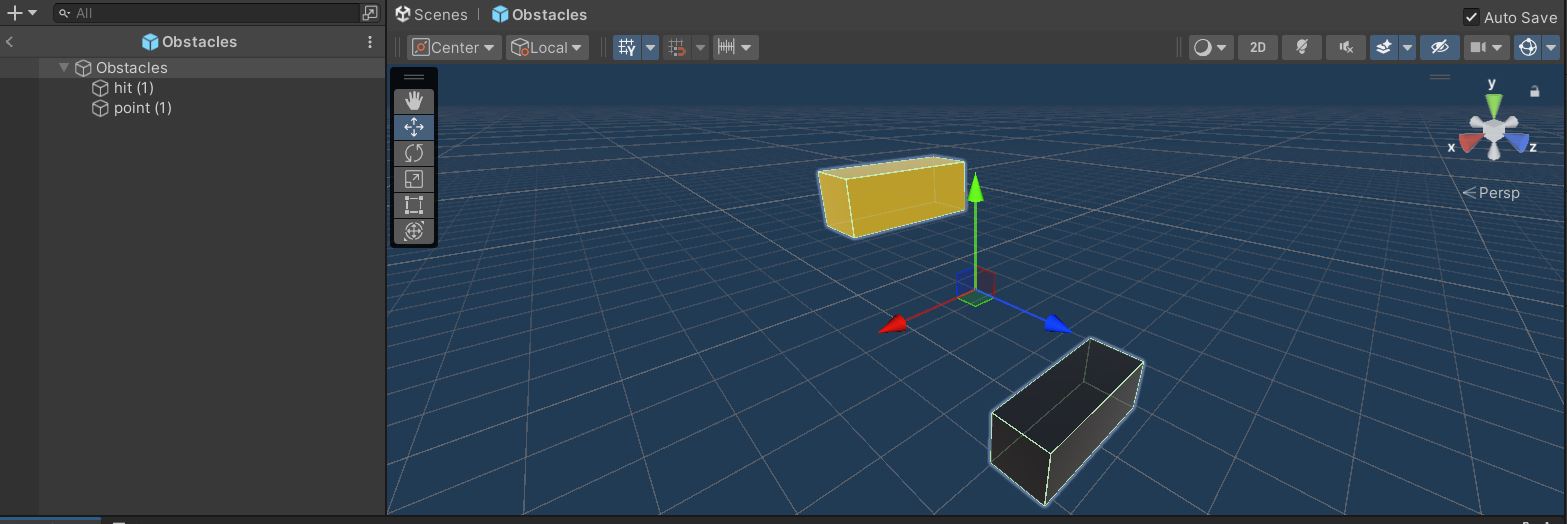 All
Obstacles
Obstacles
hit (1)
point (1)
Scenes | Obstacles
Auto Save
Center Local 2D
y
x z
Persp